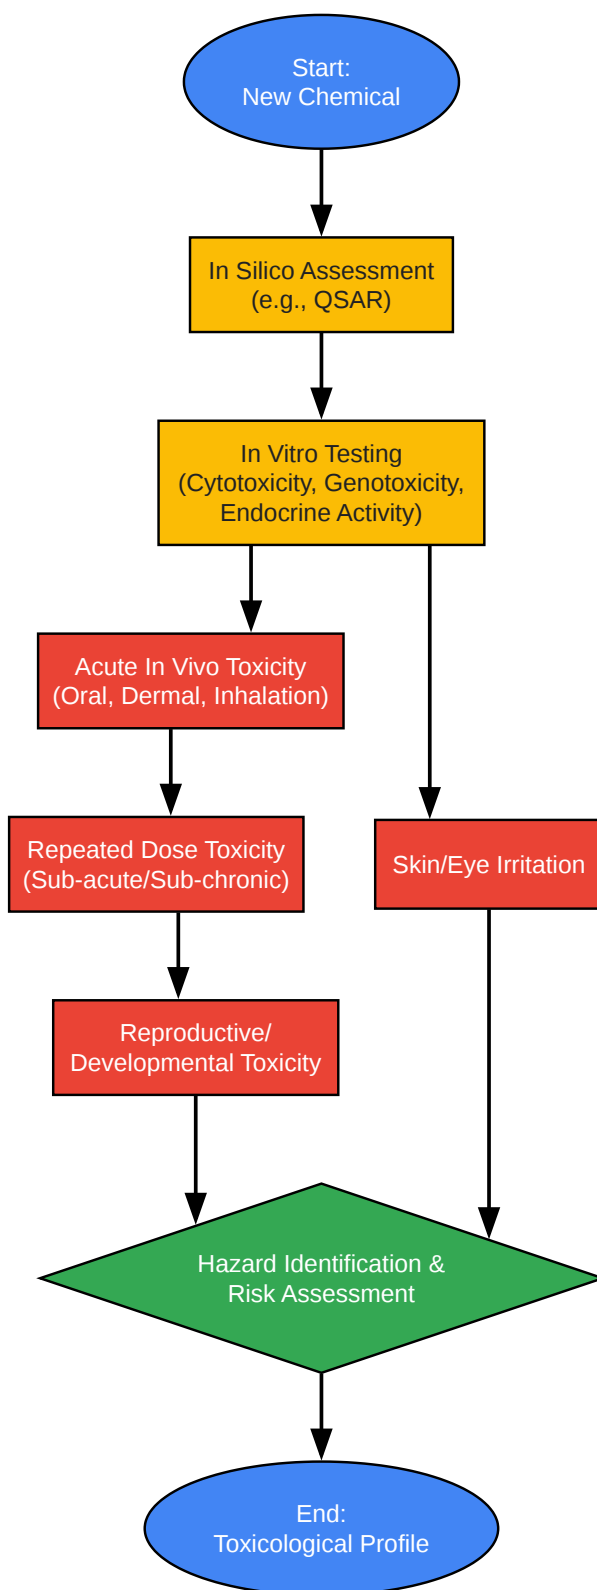 Start:
New Chemical
In Silico Assessment
(e.g., QSAR)
In Vitro Testing
(Cytotoxicity, Genotoxicity,
Endocrine Activity)
Acute In Vivo Toxicity
(Oral, Dermal, Inhalation)
Repeated Dose Toxicity
(Sub-acute/Sub-chronic)
Skin/Eye Irritation
Reproductive/
Developmental Toxicity
Hazard Identification &
Risk Assessment
End:
Toxicological Profile